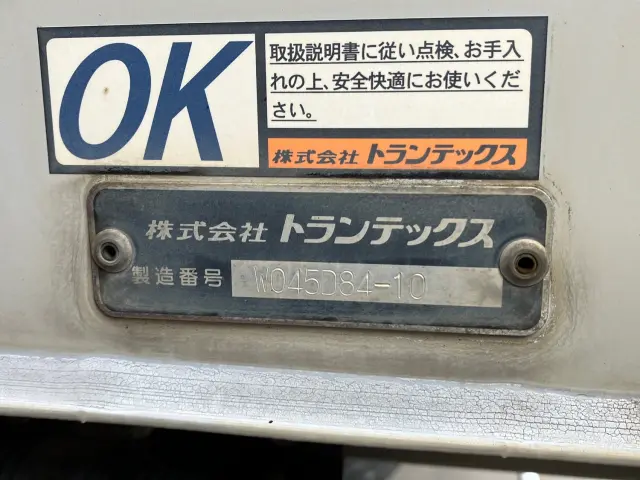 OK
取扱説明書に従い点検、お手入
れの上、安全快適にお使いくだ
さい。
株式会社 トランテックス
株式会社 トランテックス
製造番号 W045D84-10